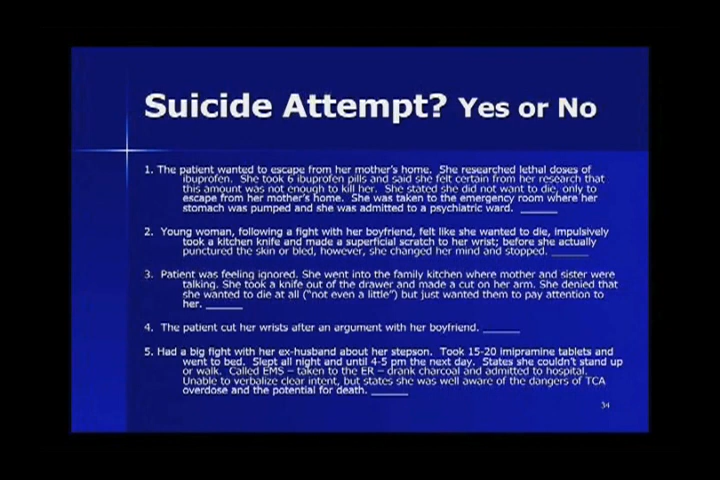 Suicide Attempt? Yes or No
1. The patient wanted to escape from her mother's home. She researched lethal doses of
ibuprofen. She took 6 ibuprofen pills and said she felt certain from her research that
this amount was not enough to kill her. She stated she did not want to die, only to
escape from her mother's home. She was taken to the emergency room where her
stomach was pumped and she was admitted to a psychiatric ward. ______
2. Young woman, following a fight with her boyfriend, felt like she wanted to die, impulsively
took a kitchen knife and made a superficial scratch to her wrist; before she actually
punctured the skin or bled, however, she changed her mind and stopped. ______
3. Patient was feeling ignored. She went into the family kitchen where mother and sister were
talking. She took a knife out of the drawer and made a cut on her arm. She denied that
she wanted to die at all ("not even a little") but just wanted them to pay attention to
her. ______
4. The patient cut her wrists after an argument with her boyfriend. ______
5. Had a big fight with her ex-husband about her stepson. Took 15-20 imipramine tablets and
went to bed. Slept all night and until 4-5 pm the next day. States she couldn't stand up
or walk. Called EMS – taken to the ER – drank charcoal and admitted to hospital.
Unable to verbalize clear intent, but states she was well aware of the dangers of TCA
overdose and the potential for death. ______
34